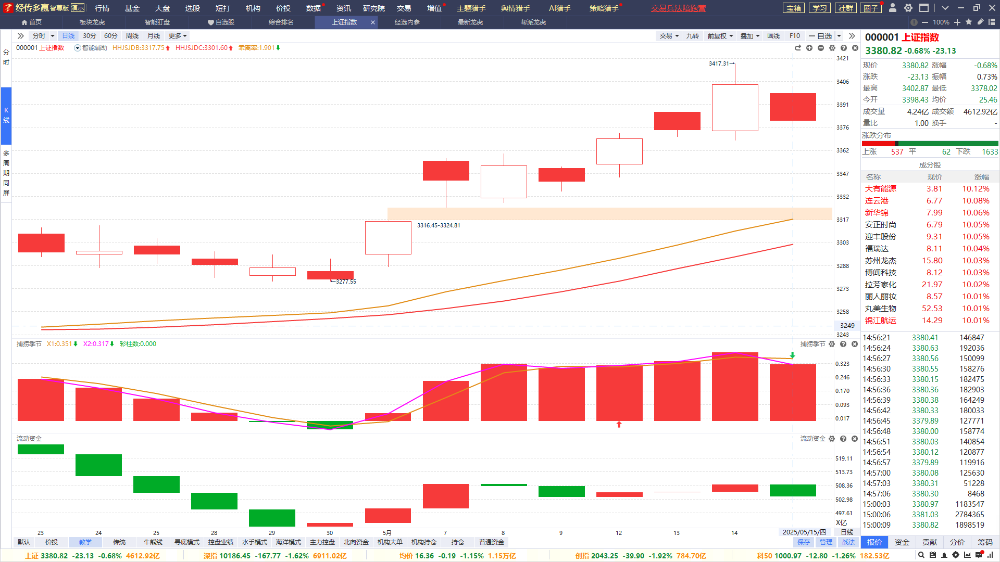 经传多赢 智尊版 演示 行情 基金 大盘 选股 短打 机构 价投 数据 资讯 研究院 交易 增值 主题猎手 舆情猎手 AI猎手 策略猎手 交易兵法陪跑营 宝箱 学习 社群 圈子
首页 板块龙虎 智能盯盘 自选股 综合排名 上证指数 × 经选内参 最新龙虎 帮派龙虎 100%
分时 日线 30分 60分 周线 月线 更多 交易 九转 前复权 叠加 画线 F10 自选
000001 上证指数 智能辅助 HHJSJDB:3317.75 HHJSJDC:3301.60 乖离率:1.901
分时
K线
多周期同屏
3421
3406
3391
3376
3362
3347
3332
3317
3303
3288
3273
3258
3249
3243
3417.31
3316.45-3324.81
3277.55
捕捞季节 X1:0.351 X2:0.317 彩柱数:0.000 捕捞季节
0.323
0.246
0.170
0.093
0.017
流动资金 流动资金
519.11
513.73
508.36
502.98
497.61
X亿
23 24 25 28 29 30 5月 7 8 9 12 13 14 2025/05/15/四 日线
默认 价投 教学 传统 牛能线 寻底模式 控盘业绩 水手模式 海洋模式 主力控盘 北向资金 机构大单 机构持仓 持仓 普通资金 保存 管理 战法
000001 上证指数
3380.82 -0.68% -23.13
现价 3380.82 涨幅 -0.68%
涨跌 -23.13 振幅 0.73%
最高 3402.87 最低 3378.02
今开 3398.43 均价 25.46
成交量 4.24亿 成交额 4612.92亿
量比 1.00 换手 -
涨跌分布
上涨 537 平 62 下跌 1633
成分股
名称 现价 涨幅
大有能源 3.81 10.12%
连云港 6.77 10.08%
新华锦 7.99 10.06%
安正时尚 6.79 10.05%
迎丰股份 9.31 10.05%
福瑞达 8.11 10.04%
苏州龙杰 15.80 10.03%
博闻科技 8.12 10.03%
拉芳家化 21.97 10.02%
丽人丽妆 8.57 10.01%
丸美生物 52.53 10.01%
锦江航运 14.29 10.01%
14:56:21 3380.41 146847
14:56:24 3380.63 192036
14:56:27 3380.56 150099
14:56:30 3380.55 158276
14:56:33 3380.15 182475
14:56:36 3380.36 182903
14:56:39 3380.38 164249
14:56:42 3380.33 180033
14:56:45 3379.89 127771
14:56:48 3380.00 158774
14:56:51 3380.03 140854
14:56:54 3380.12 120877
14:56:57 3379.89 119916
14:57:00 3380.08 125630
14:57:03 3380.31 51228
14:57:06 3380.30 8468
15:00:03 3380.97 1183547
15:00:06 3381.03 2784365
15:00:09 3380.82 1898519
报价 资金 贡献 分价 筹码
上证 3380.82 -23.13 -0.68% 4612.92亿 深指 10186.45 -167.77 -1.62% 6911.02亿 均价 16.36 -0.19 -1.15% 1.15万亿 创指 2043.25 -39.90 -1.92% 784.70亿 科50 1000.97 -12.80 -1.26% 182.53亿